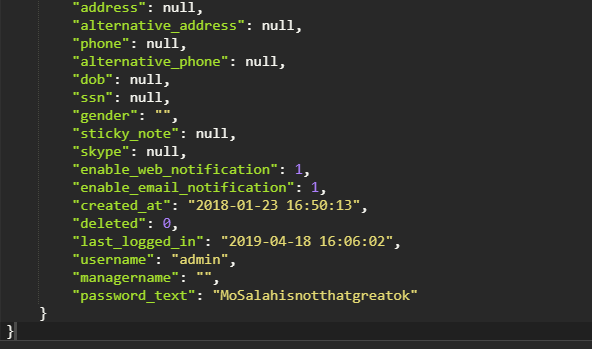 "address": null,
"alternative_address": null,
"phone": null,
"alternative_phone": null,
"dob": null,
"ssn": null,
"gender": "",
"sticky_note": null,
"skype": null,
"enable_web_notification": 1,
"enable_email_notification": 1,
"created_at": "2018-01-23 16:50:13",
"deleted": 0,
"last_logged_in": "2019-04-18 16:06:02",
"username": "admin",
"managername": "",
"password_text": "MoSalahisnotthatgreatok"
}
}